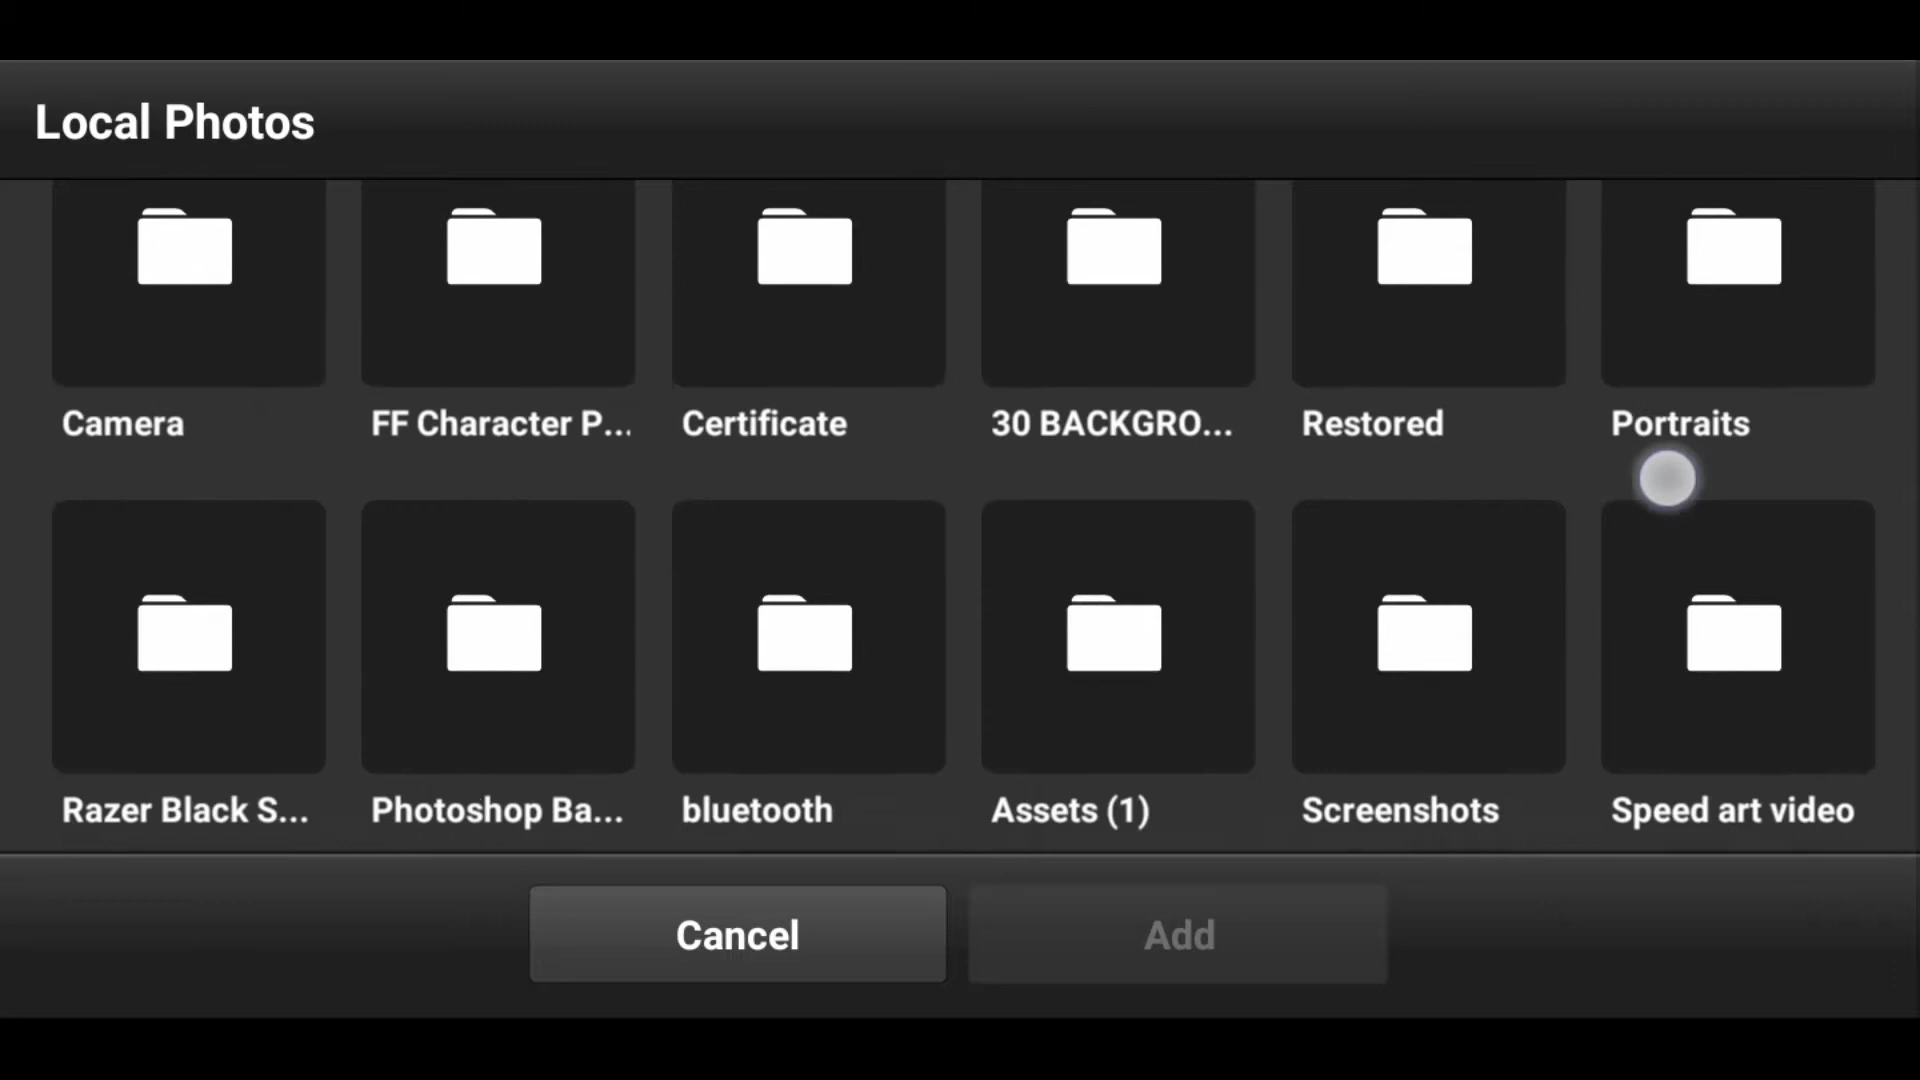 Local Photos
Camera
FF Character P...
Certificate
30 BACKGRO...
Restored
Portraits
Razer Black S...
Photoshop Ba...
bluetooth
Assets (1)
Screenshots
Speed art video
Cancel
Add